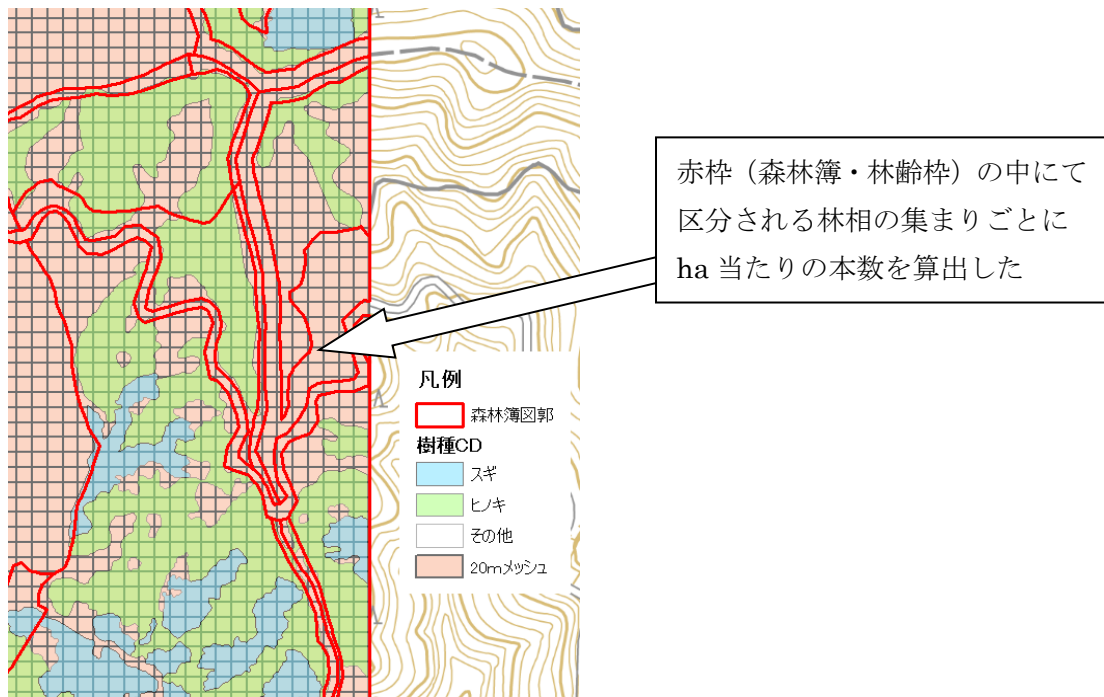 赤枠（森林簿・林齢枠）の中にて
区分される林相の集まりごとに
ha 当たりの本数を算出した
凡例
森林簿図郭
樹種CD
スギ
ヒノキ
その他
20mメッシュ